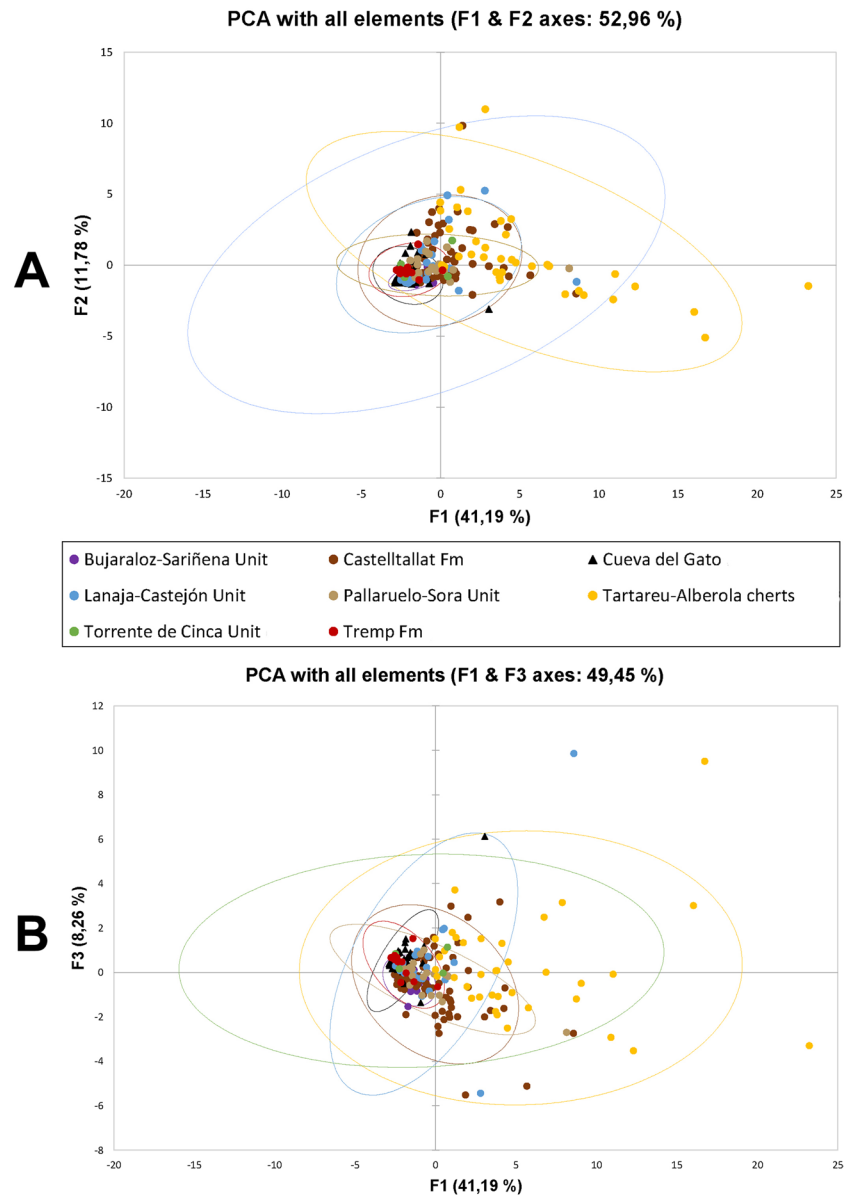 PCA with all elements (F1 & F2 axes: 52,96 %)
A
F2 (11,78 %)
15
10
5
0
-5
-10
-15
-20 -15 -10 -5 0 5 10 15 20 25
F1 (41,19 %)
Bujaraloz-Sariñena Unit Castelltallat Fm Cueva del Gato
Lanaja-Castejón Unit Pallaruelo-Sora Unit Tartareu-Alberola cherts
Torrente de Cinca Unit Tremp Fm
PCA with all elements (F1 & F3 axes: 49,45 %)
B
F3 (8,26 %)
12
10
8
6
4
2
0
-2
-4
-6
-8
-20 -15 -10 -5 0 5 10 15 20 25
F1 (41,19 %)